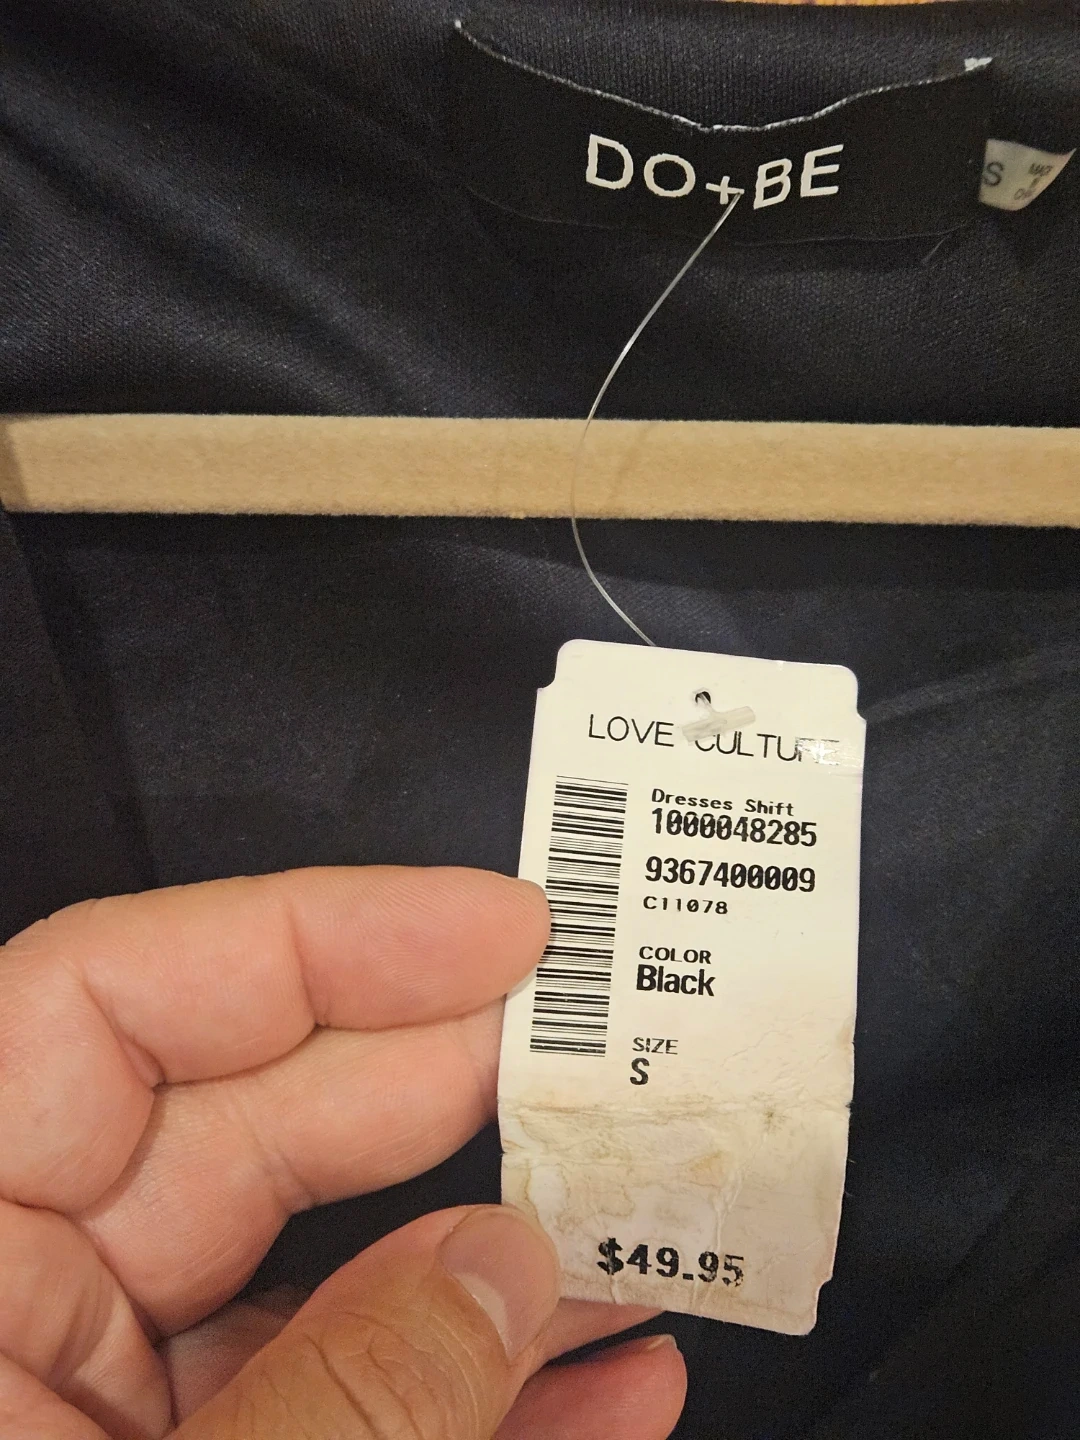 DO+BE
S
LOVE CULTURE
Dresses Shift
1000048285
9367400009
C11078
COLOR
Black
SIZE
S
$49.95